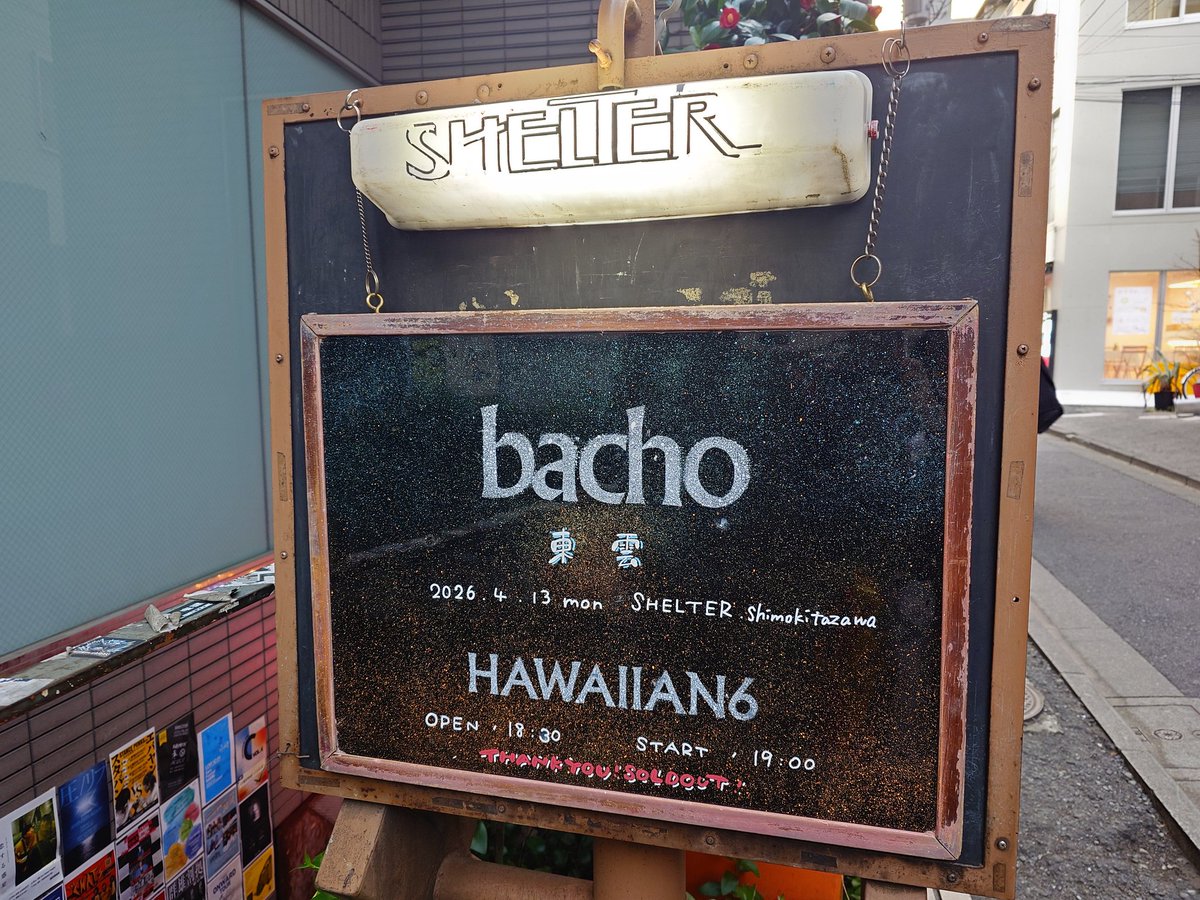 SHELTER
bacho
東雲
2026.4.13 mon SHELTER.Shimokitazawa
HAWAIIAN6
OPEN, 18:30 START, 19:00
THANK YOU! SOLDOUT!